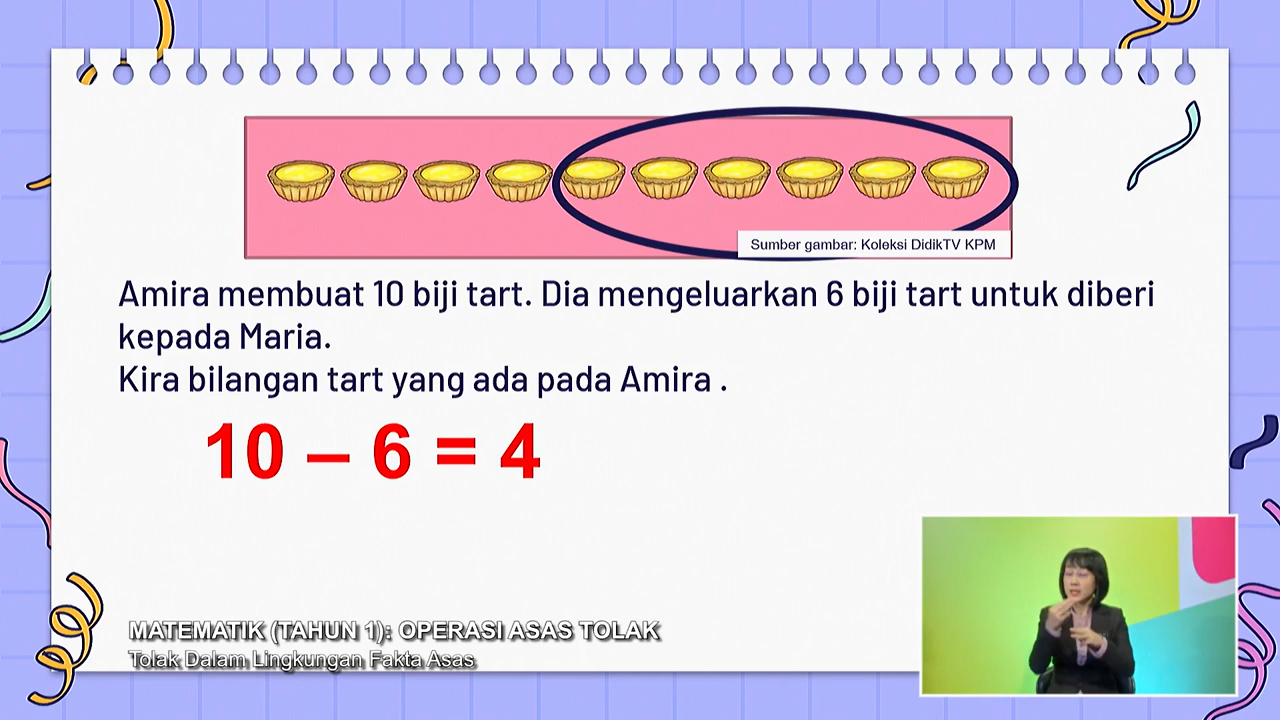 Sumber gambar: Koleksi DidikTV KPM
Amira membuat 10 biji tart. Dia mengeluarkan 6 biji tart untuk diberi
kepada Maria.
Kira bilangan tart yang ada pada Amira .
10 – 6 = 4
MATEMATIK (TAHUN 1): OPERASI ASAS TOLAK
Tolak Dalam Lingkungan Fakta Asas